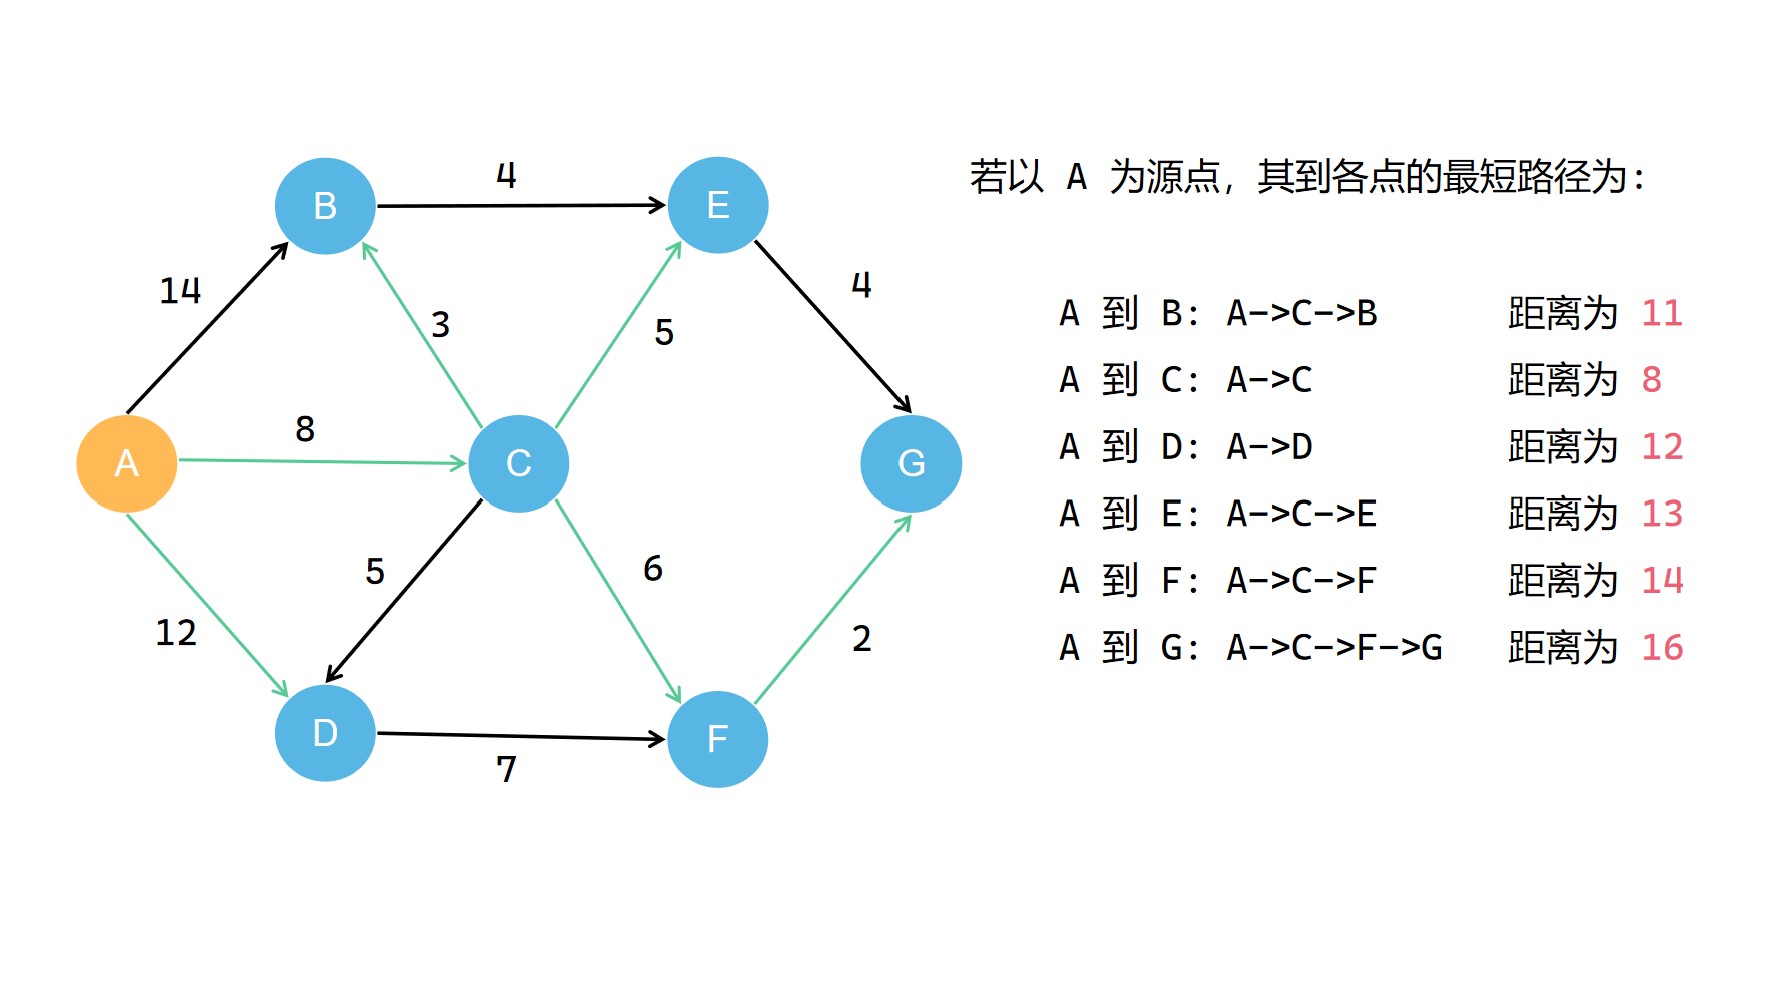 若以 A 为源点，其到各点的最短路径为：
A 到 B: A->C->B 距离为 11
A 到 C: A->C 距离为 8
A 到 D: A->D 距离为 12
A 到 E: A->C->E 距离为 13
A 到 F: A->C->F 距离为 14
A 到 G: A->C->F->G 距离为 16
4
B
E
14
3
5
4
8
A
C
G
5
6
12
2
D
F
7